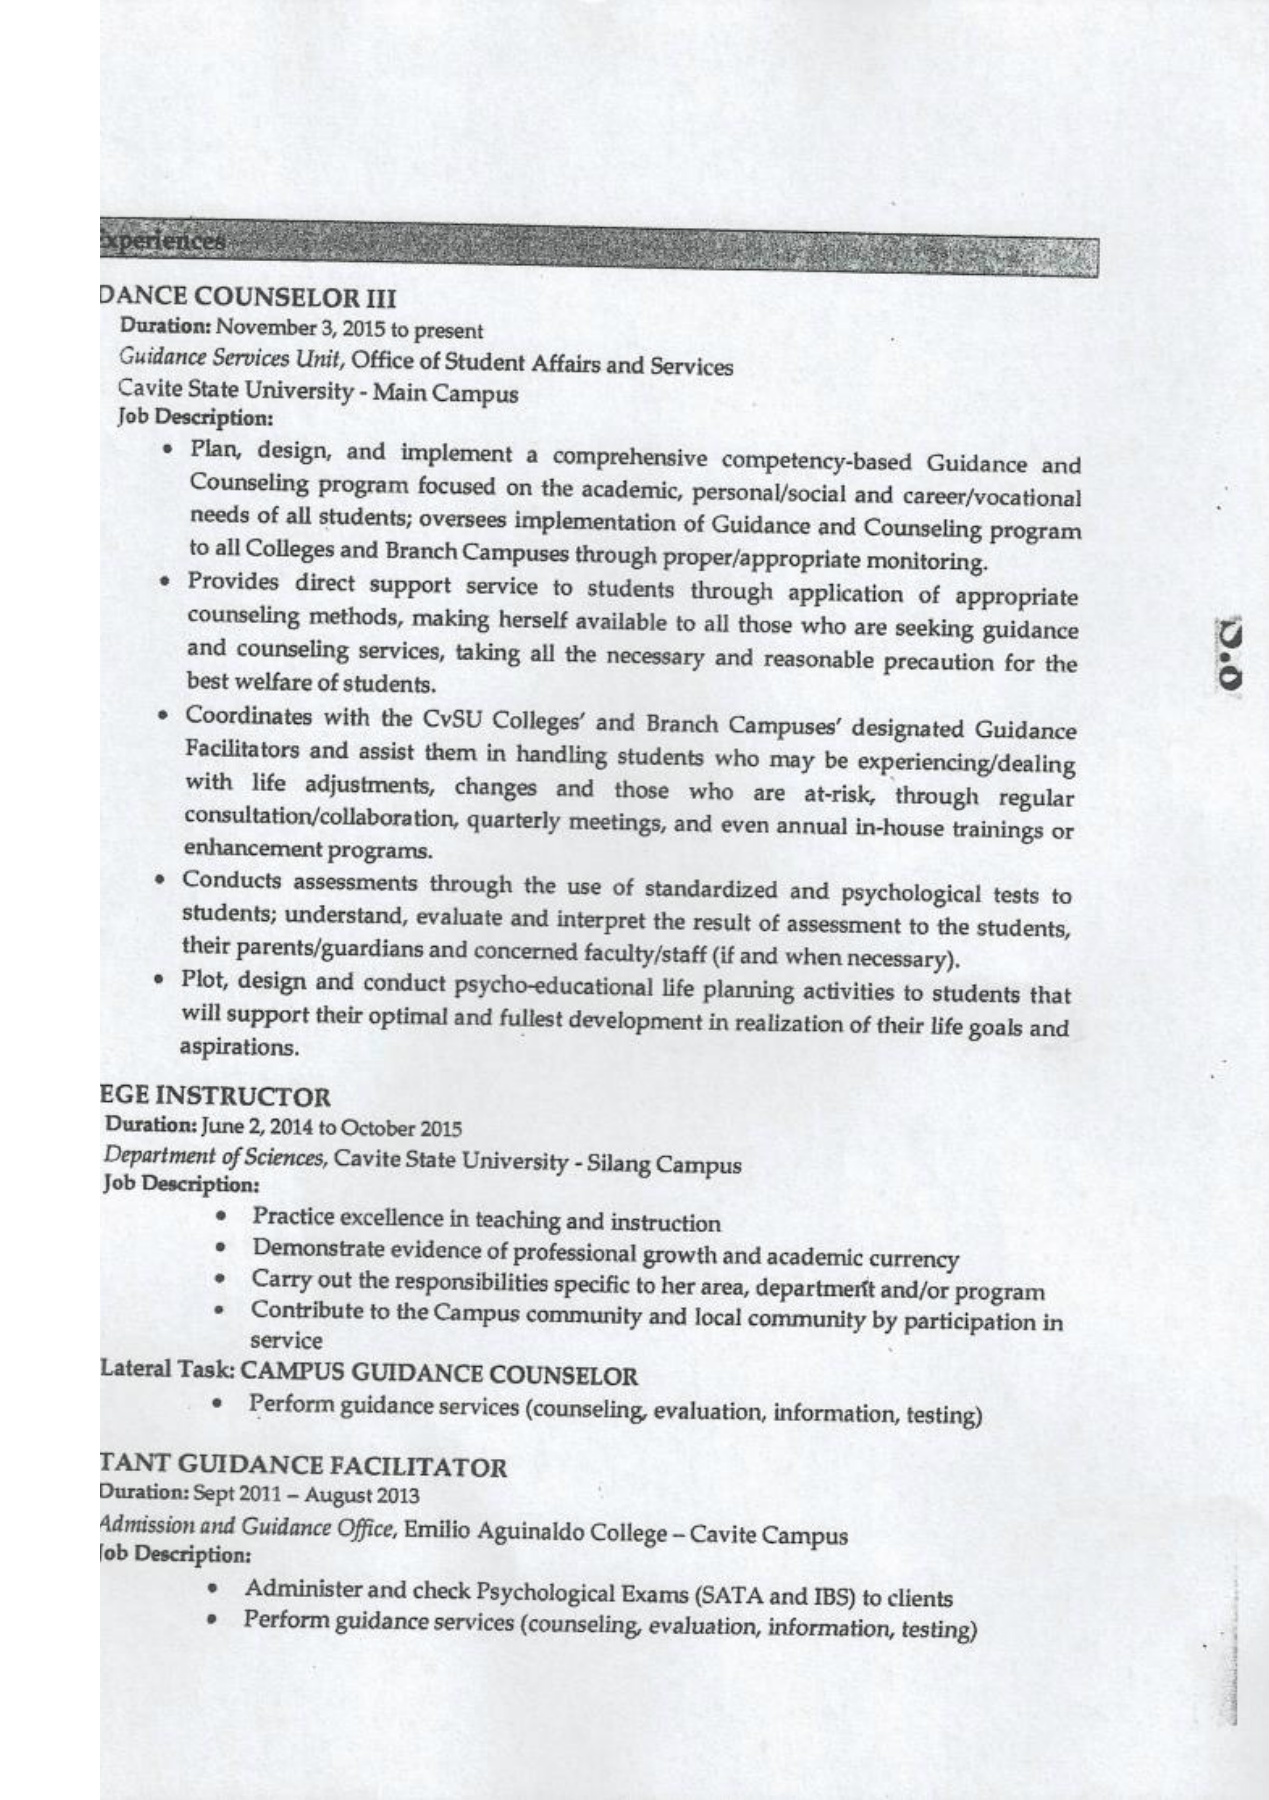 xperiences
DANCE COUNSELOR III
Duration: November 3, 2015 to present
Guidance Services Unit, Office of Student Affairs and Services
Cavite State University - Main Campus
Job Description:
• Plan, design, and implement a comprehensive competency-based Guidance and
Counseling program focused on the academic, personal/social and career/vocational
needs of all students; oversees implementation of Guidance and Counseling program
to all Colleges and Branch Campuses through proper/appropriate monitoring.
• Provides direct support service to students through application of appropriate
counseling methods, making herself available to all those who are seeking guidance
and counseling services, taking all the necessary and reasonable precaution for the
best welfare of students.
• Coordinates with the CvSU Colleges' and Branch Campuses' designated Guidance
Facilitators and assist them in handling students who may be experiencing/dealing
with life adjustments, changes and those who are at-risk, through regular
consultation/collaboration, quarterly meetings, and even annual in-house trainings or
enhancement programs.
• Conducts assessments through the use of standardized and psychological tests to
students; understand, evaluate and interpret the result of assessment to the students,
their parents/guardians and concerned faculty/staff (if and when necessary).
• Plot, design and conduct psycho-educational life planning activities to students that
will support their optimal and fullest development in realization of their life goals and
aspirations.
EGE INSTRUCTOR
Duration: June 2, 2014 to October 2015
Department of Sciences, Cavite State University - Silang Campus
Job Description:
• Practice excellence in teaching and instruction
• Demonstrate evidence of professional growth and academic currency
• Carry out the responsibilities specific to her area, department and/or program
• Contribute to the Campus community and local community by participation in
service
Lateral Task: CAMPUS GUIDANCE COUNSELOR
• Perform guidance services (counseling, evaluation, information, testing)
TANT GUIDANCE FACILITATOR
Duration: Sept 2011 – August 2013
Admission and Guidance Office, Emilio Aguinaldo College – Cavite Campus
Job Description:
• Administer and check Psychological Exams (SATA and IBS) to clients
• Perform guidance services (counseling, evaluation, information, testing)